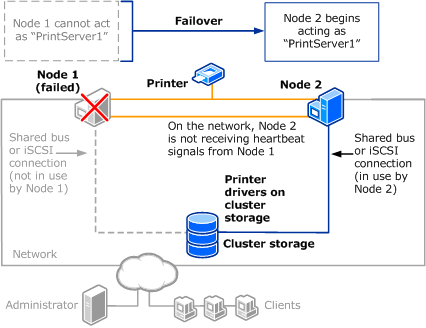 Node 1 cannot act
as “PrintServer1”
Failover
Node 2 begins
acting as
“PrintServer1”
Node 1
(failed)
Printer
Node 2
On the network, Node 2
is not receiving heartbeat
signals from Node 1
Shared bus
or iSCSI
connection
(not in use
by Node 1)
Shared bus
or iSCSI
connection
(in use by
Node 2)
Printer
drivers on
cluster
storage
Cluster storage
Network
Administrator
Clients